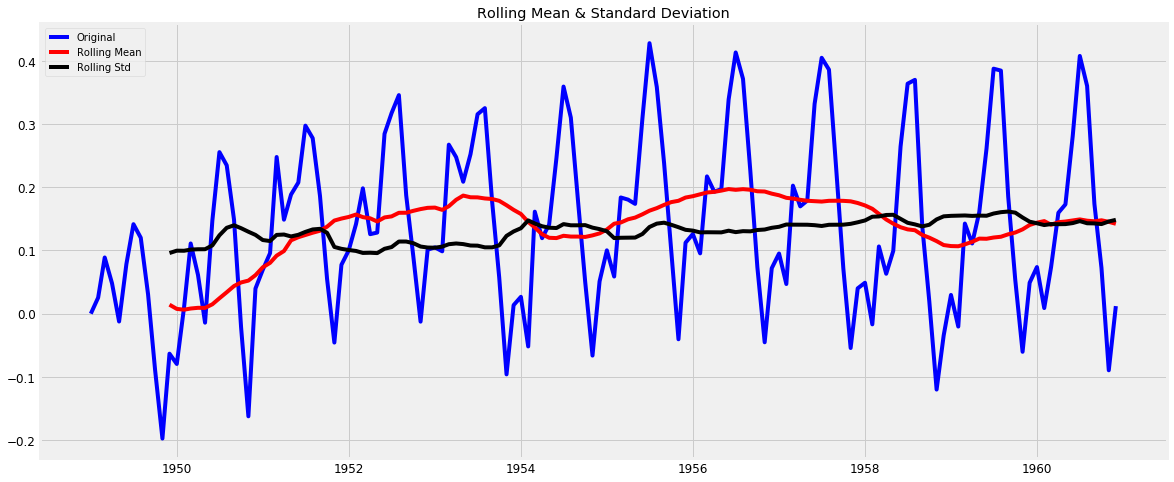 Rolling Mean & Standard Deviation
Original
Rolling Mean
Rolling Std
0.4
0.3
0.2
0.1
0.0
−0.1
−0.2
1950 1952 1954 1956 1958 1960